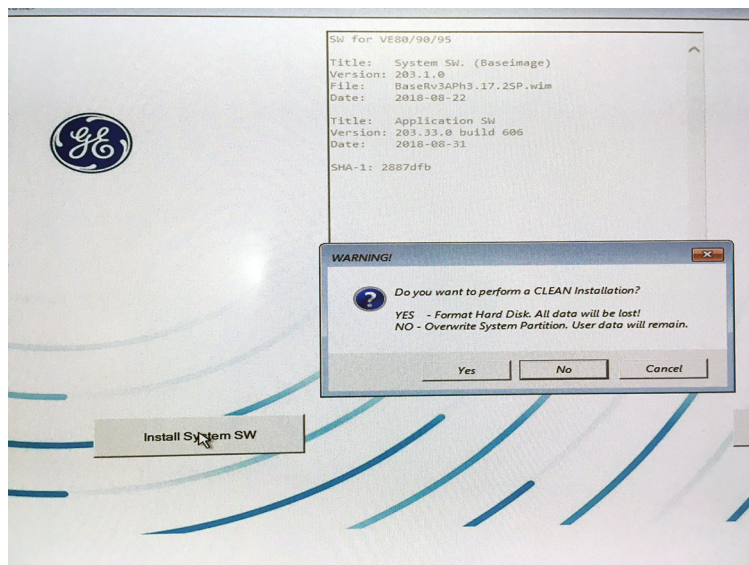 SW for VE80/90/95
Title: System SW. (Baseimage)
Version: 203.1.0
File: BaseRv3APh3.17.2SP.wim
Date: 2018-08-22
Title: Application SW
Version: 203.33.0 build 606
Date: 2018-08-31
SHA-1: 2887dfb
GE
WARNING!
Do you want to perform a CLEAN Installation?
YES - Format Hard Disk. All data will be lost!
NO - Overwrite System Partition. User data will remain.
Yes No Cancel
Install System SW